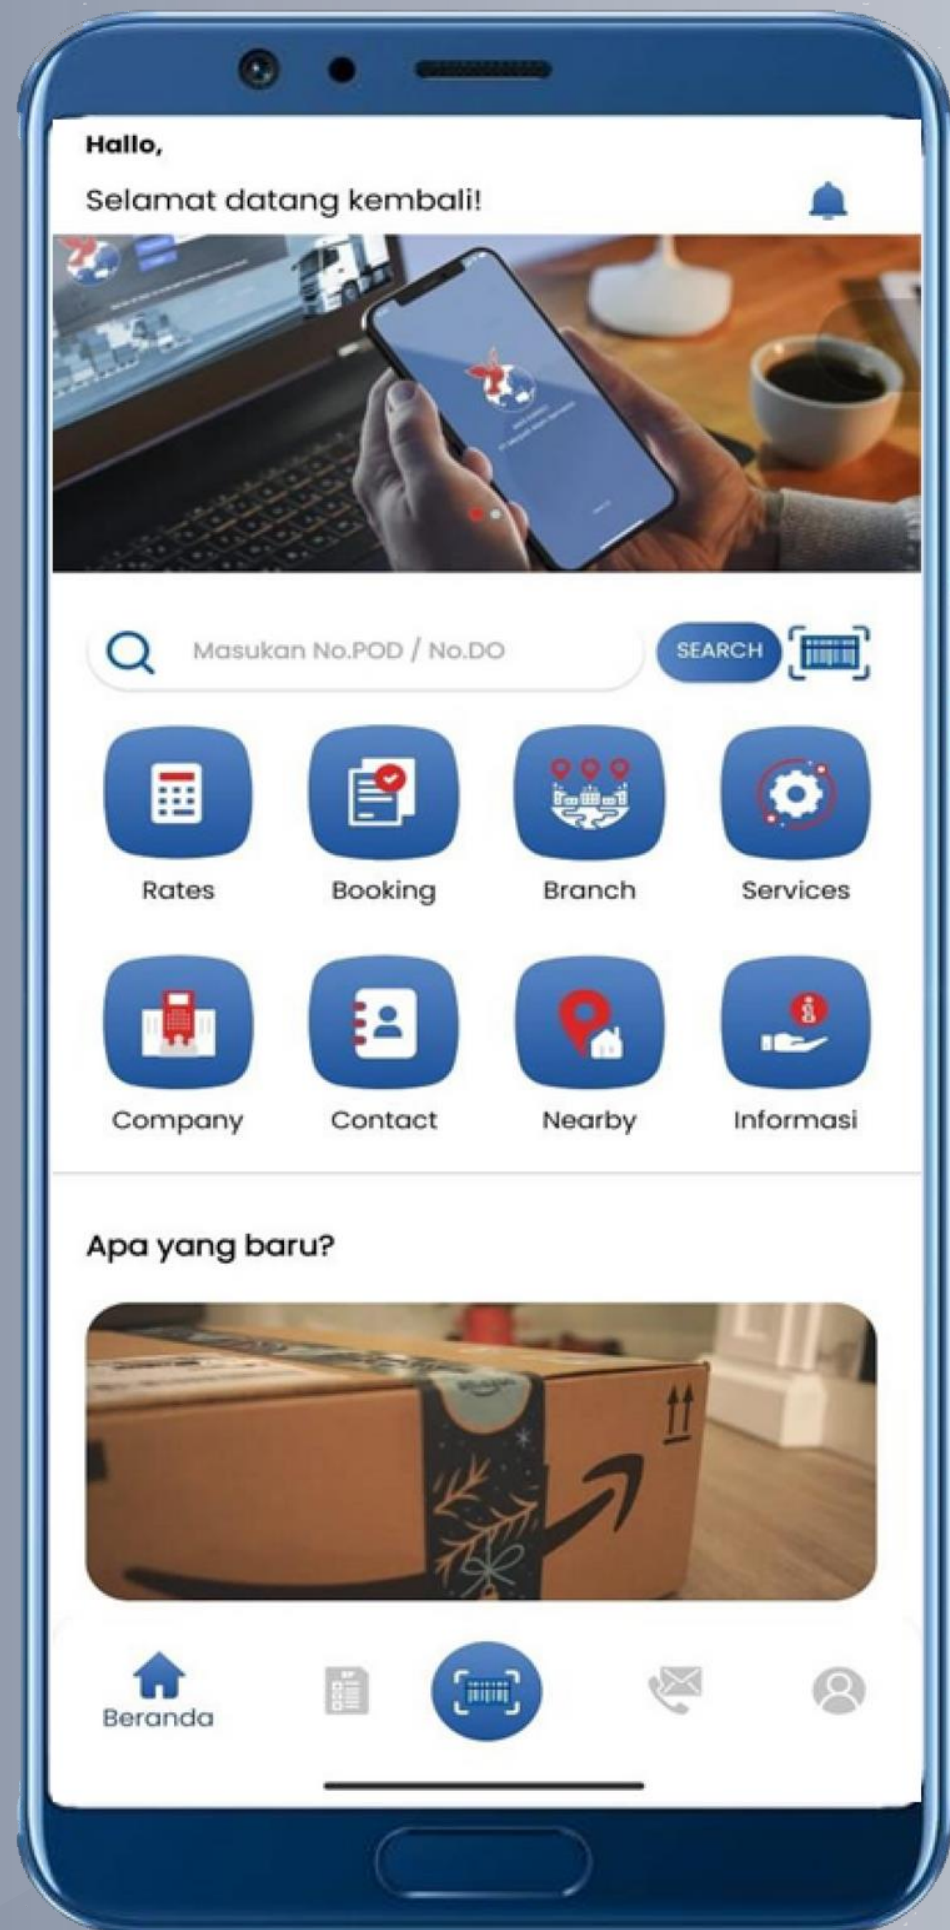 Hallo,
Selamat datang kembali!
Masukan No.POD / No.DO
SEARCH
Rates
Booking
Branch
Services
Company
Contact
Nearby
Informasi
Apa yang baru?
Beranda